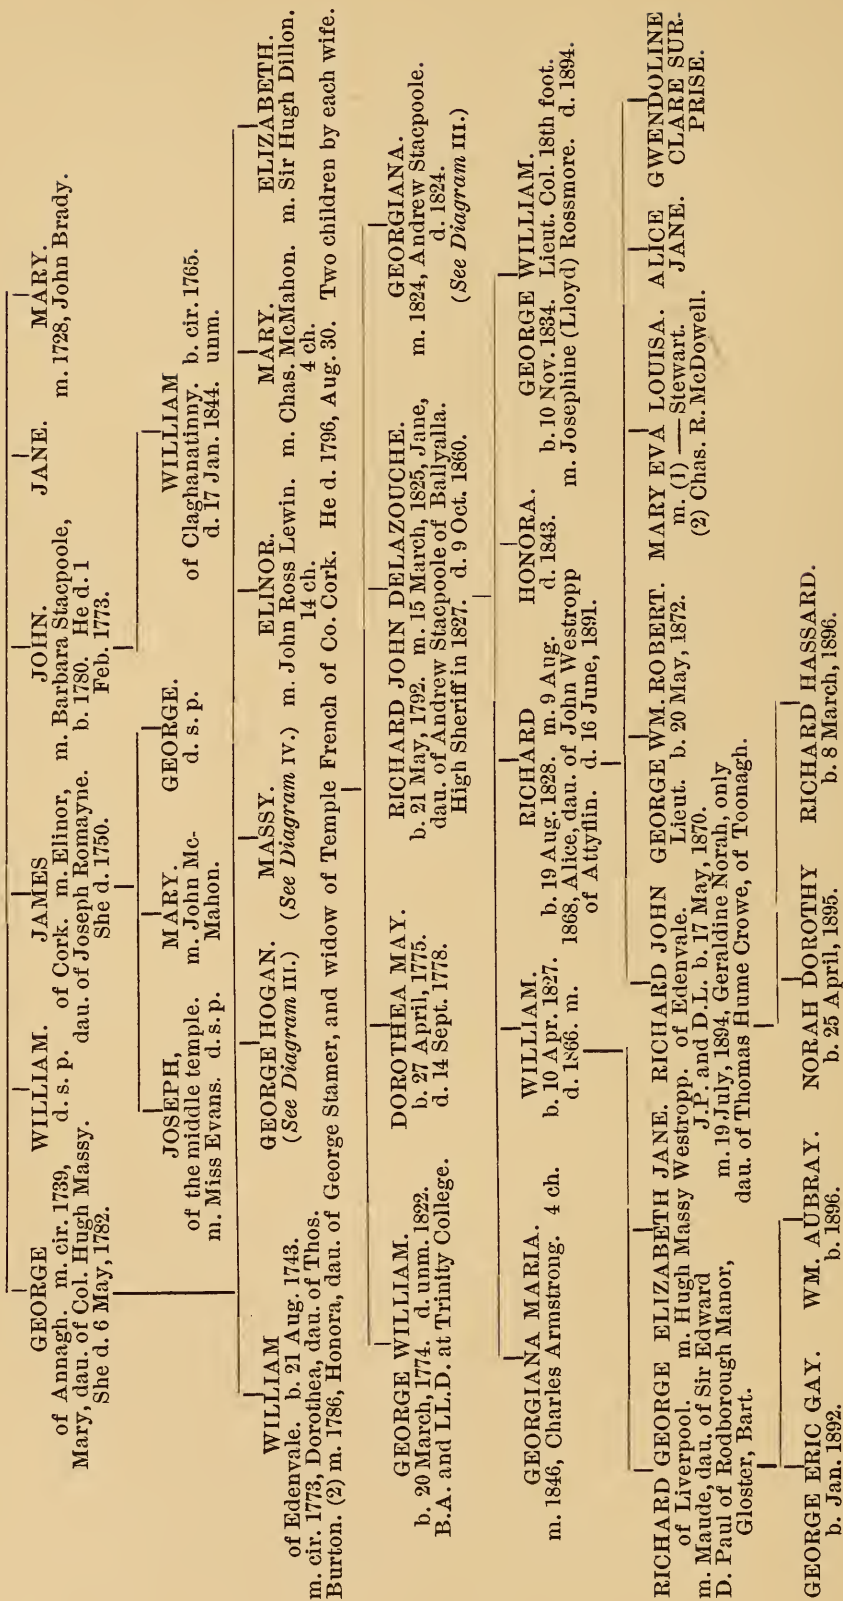 GEORGE
of Annagh. m. cir. 1739,
Mary, dau. of Col. Hugh Massy.
She d. 6 May, 1782.
WILLIAM.
d. s. p.
JAMES
of Cork. m. Elinor,
dau. of Joseph Romayne.
She d. 1750.
JOHN.
m. Barbara Stacpoole,
b. 1780. He d. 1
Feb. 1773.
JANE.
MARY.
m. 1728, John Brady.
JOSEPH,
of the middle temple.
m. Miss Evans. d. s. p.
MARY.
m. John Mc-
Mahon.
GEORGE.
d. s. p.
WILLIAM
of Claghanatinny. b. cir. 1765.
d. 17 Jan. 1844. unm.
WILLIAM
of Edenvale. b. 21 Aug. 1743.
m. cir. 1773, Dorothea, dau. of Thos.
Burton. (2) m. 1786, Honora, dau. of George Stamer, and widow of Temple French of Co. Cork. He d. 1796, Aug. 30. Two children by each wife.
GEORGE HOGAN.
(See Diagram III.)
MASSY.
(See Diagram IV.)
ELINOR.
m. John Ross Lewin.
14 ch.
MARY.
m. Chas. McMahon.
4 ch.
ELIZABETH.
m. Sir Hugh Dillon.
GEORGE WILLIAM.
b. 20 March, 1774. d. unm. 1822.
B.A. and LL.D. at Trinity College.
DOROTHEA MAY.
b. 27 April, 1775.
d. 14 Sept. 1778.
RICHARD JOHN DELAZOUCHE.
b. 21 May, 1792. m. 15 March, 1825, Jane,
dau. of Andrew Stacpoole of Ballyalla.
High Sheriff in 1827. d. 9 Oct. 1860.
GEORGIANA.
m. 1824, Andrew Stacpoole.
d. 1824.
(See Diagram III.)
GEORGIANA MARIA.
m. 1846, Charles Armstrong. 4 ch.
WILLIAM.
b. 10 Apr. 1827.
d. 1866. m.
RICHARD
b. 19 Aug. 1828. m. 9 Aug.
1868, Alice, dau. of John Westropp
of Attyflin. d. 16 June, 1891.
HONORA.
d. 1843.
GEORGE WILLIAM.
b. 10 Nov. 1834. Lieut. Col. 18th foot.
m. Josephine (Lloyd) Rossmore. d. 1894.
RICHARD GEORGE
of Liverpool.
m. Maude, dau. of Sir Edward
D. Paul of Rodborough Manor,
Gloster, Bart.
ELIZABETH JANE.
m. Hugh Massy Westropp.
RICHARD JOHN
of Edenvale.
J.P. and D.L. b. 17 May, 1870.
m. 19 July, 1894, Geraldine Norah, only
dau. of Thomas Hume Crowe, of Toonagh.
GEORGE WM. ROBERT.
Lieut. b. 20 May, 1872.
MARY EVA LOUISA.
m. (1) — Stewart.
(2) Chas. R. McDowell.
ALICE
JANE.
GWENDOLINE
CLARE SUR-
PRISE.
GEORGE ERIC GAY.
b. Jan. 1892.
WM. AUBRAY.
b. 1896.
NORAH DOROTHY
b. 25 April, 1895.
RICHARD HASSARD.
b. 8 March, 1896.